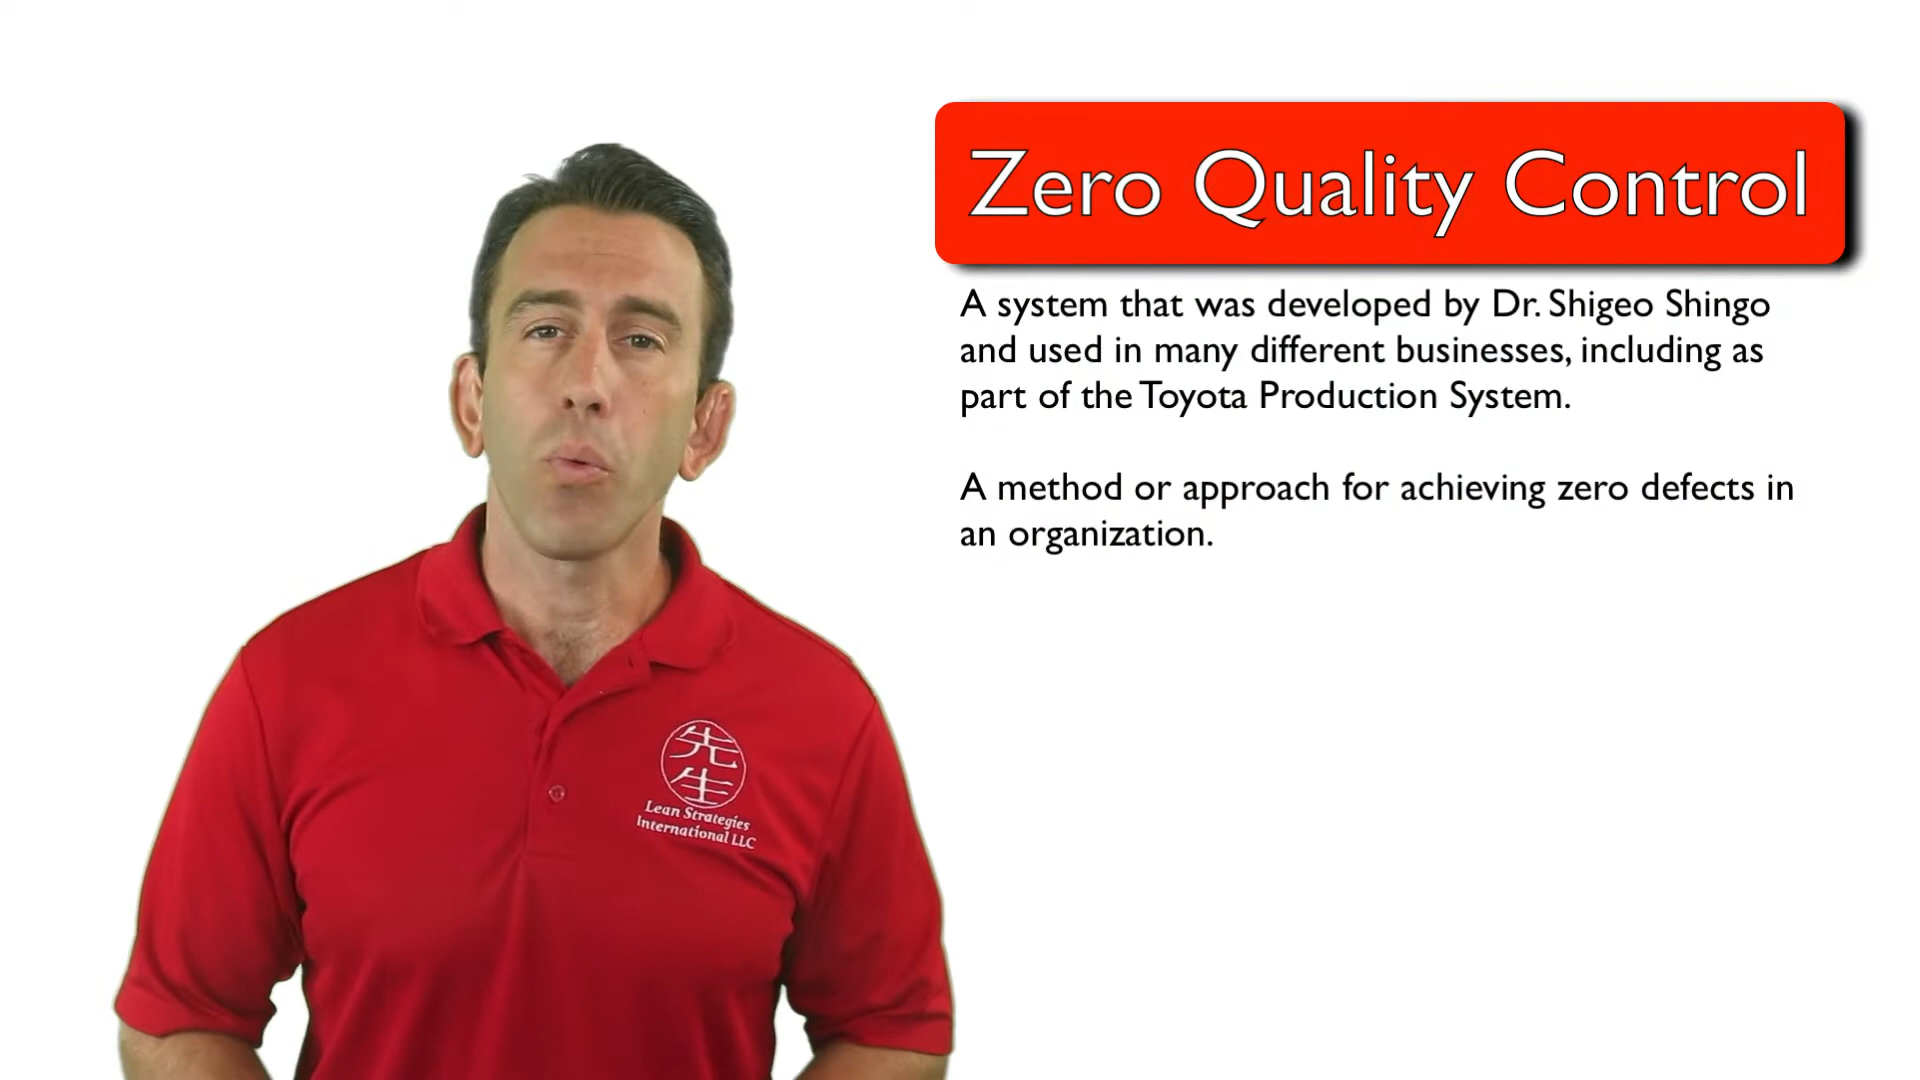 Zero Quality Control
A system that was developed by Dr. Shigeo Shingo
and used in many different businesses, including as
part of the Toyota Production System.
A method or approach for achieving zero defects in
an organization.
先
生
Lean Strategies
International LLC